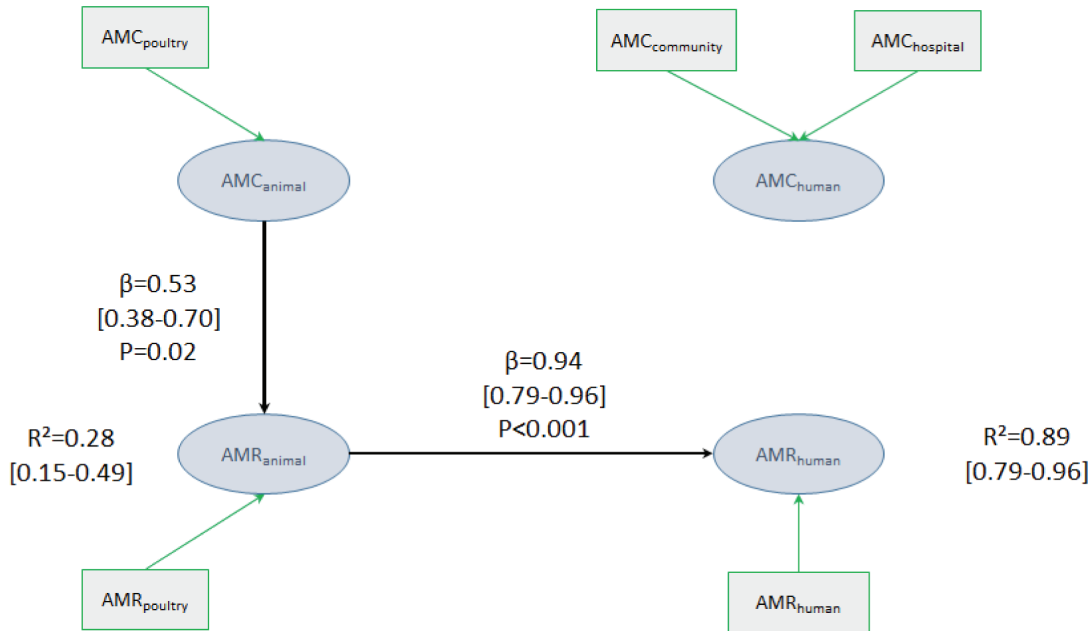 AMCpoultry
AMCcommunity
AMChospital
AMCanimal
AMChuman
β=0.53
[0.38-0.70]
P=0.02
β=0.94
[0.79-0.96]
P<0.001
R²=0.28
[0.15-0.49]
AMRanimal
AMRhuman
R²=0.89
[0.79-0.96]
AMRpoultry
AMRhuman